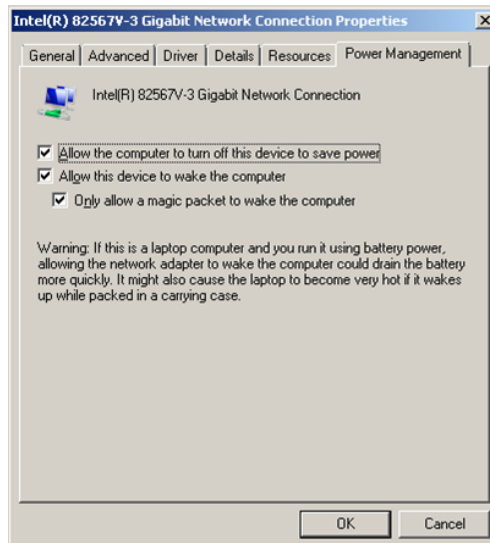 Intel(R) 82567V-3 Gigabit Network Connection Properties
General Advanced Driver Details Resources Power Management
Intel(R) 82567V-3 Gigabit Network Connection
Allow the computer to turn off this device to save power
Allow this device to wake the computer
Only allow a magic packet to wake the computer
Warning: If this is a laptop computer and you run it using battery power,
allowing the network adapter to wake the computer could drain the battery
more quickly. It might also cause the laptop to become very hot if it wakes
up while packed in a carrying case.
OK Cancel